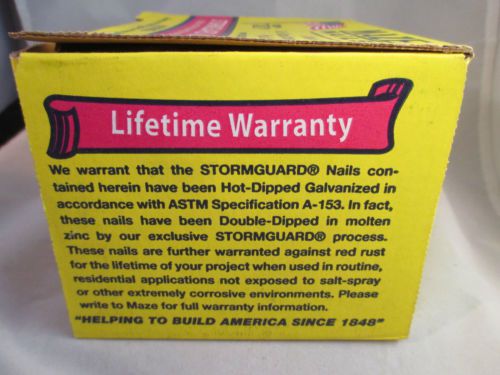 Lifetime Warranty
We warrant that the STORMGUARD® Nails con-
tained herein have been Hot-Dipped Galvanized in
accordance with ASTM Specification A-153. In fact,
these nails have been Double-Dipped in molten
zinc by our exclusive STORMGUARD® process.
These nails are further warranted against red rust
for the lifetime of your project when used in routine,
residential applications not exposed to salt-spray
or other extremely corrosive environments. Please
write to Maze for full warranty information.
"HELPING TO BUILD AMERICA SINCE 1848"